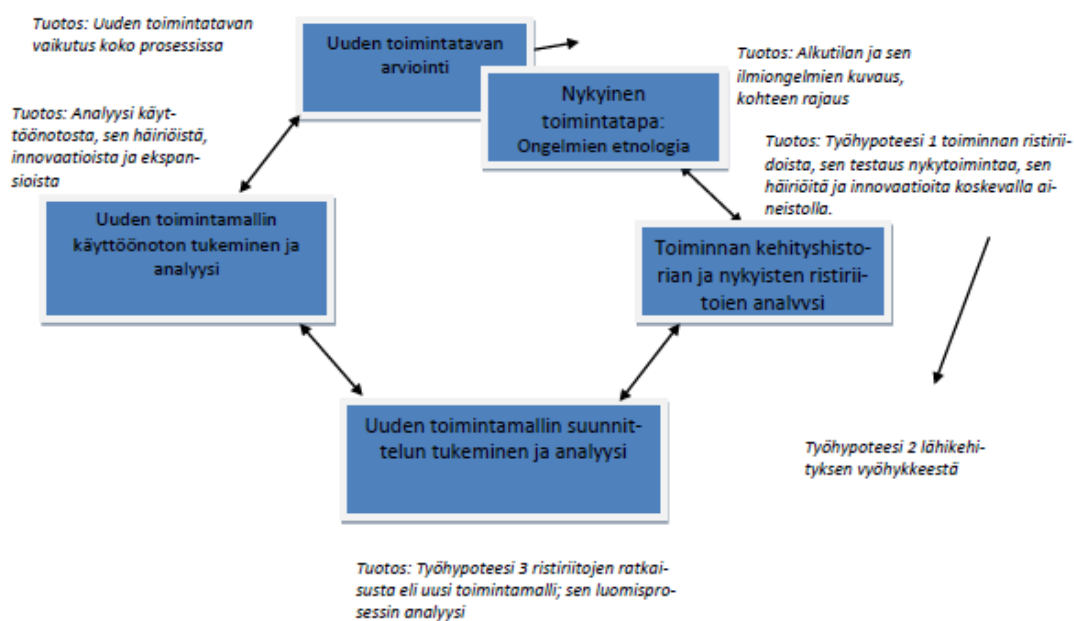 Tuotos: Uuden toimintatavan
vaikutus koko prosessissa
Uuden toimintatavan
arviointi
Nykyinen
toimintatapa:
Ongelmien etnologia
Tuotos: Alkutilan ja sen
ilmiongelmien kuvaus,
kohteen rajaus
Tuotos: Analyysi käyt-
töönotosta, sen häiriöistä,
innovaatioista ja ekspan-
sioista
Tuotos: Työhypoteesi 1 toiminnan ristirii-
doista, sen testaus nykytoimintaa, sen
häiriöitä ja innovaatioita koskevalla ai-
neistolla.
Uuden toimintamallin
käyttöönoton tukeminen ja
analyysi
Toiminnan kehityshisto-
rian ja nykyisten ristirii-
toien analyysi
Uuden toimintamallin suunnit-
telun tukeminen ja analyysi
Työhypoteesi 2 lähikehi-
tyksen vyöhykkeestä
Tuotos: Työhypoteesi 3 ristiriitojen ratkai-
susta eli uusi toimintamalli; sen luomispro-
sessin analyysi